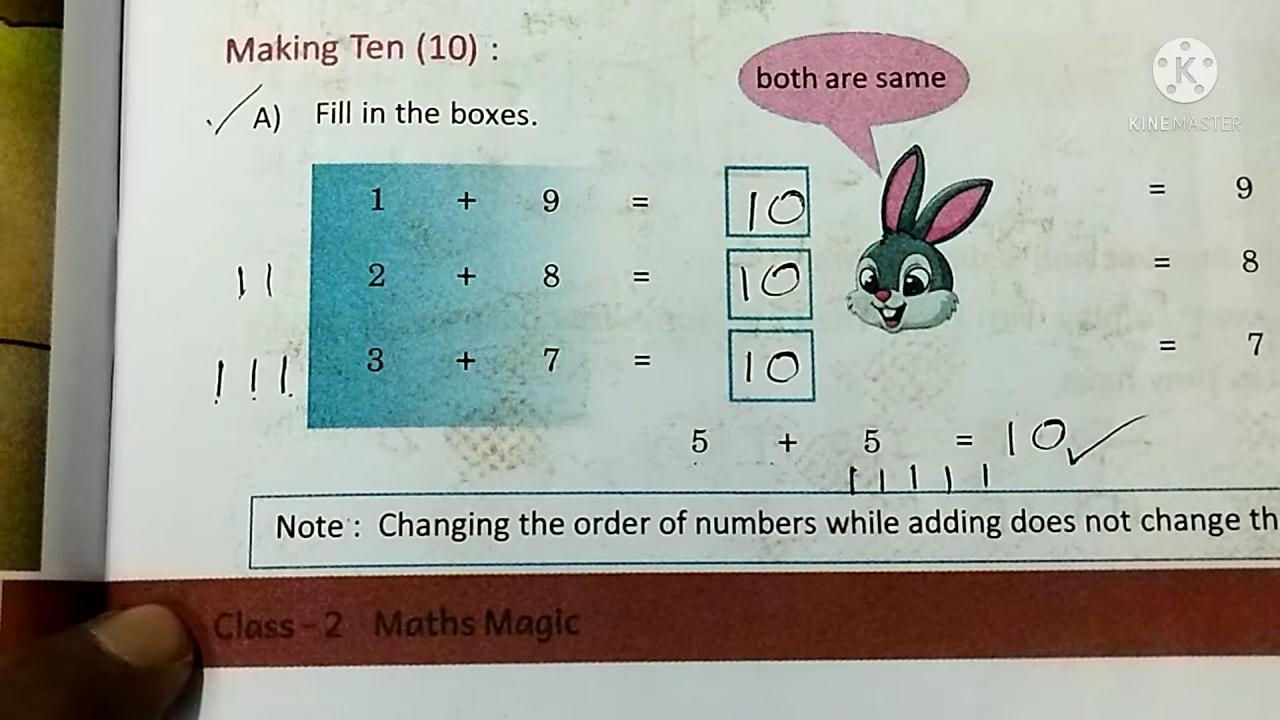 Making Ten (10) :
both are same
KINEMASTER
A) Fill in the boxes.
1 + 9 = 10 = 9
2 + 8 = 10 = 8
3 + 7 = 10 = 7
5 + 5 = 10
Note : Changing the order of numbers while adding does not change th
Class - 2 Maths Magic